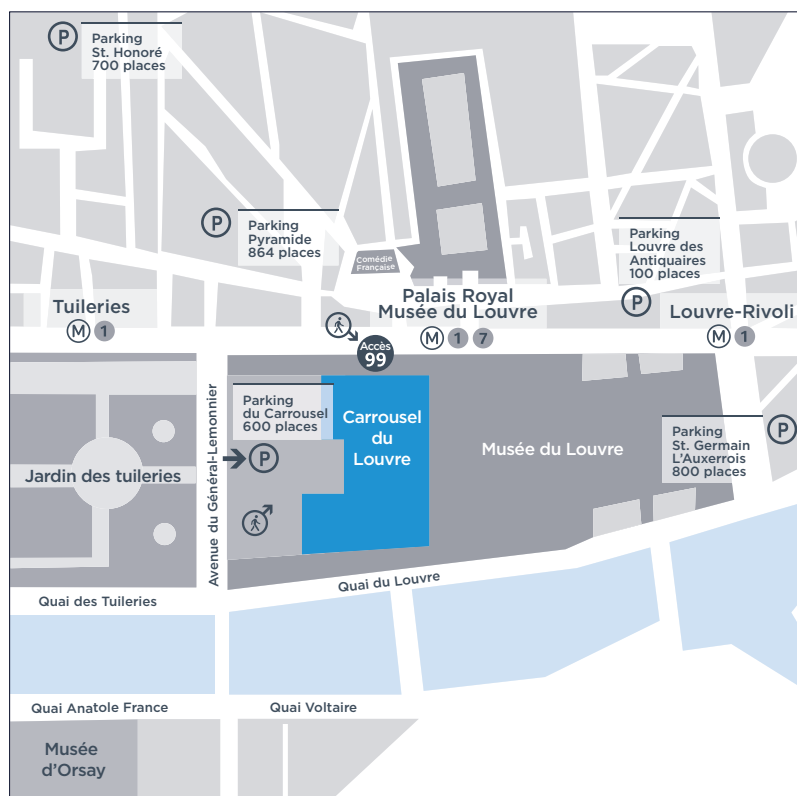 P
Parking
St. Honoré
700 places
P
Parking
Pyramide
864 places
Comédie
Française
Parking
Louvre des
Antiquaires
100 places
P
Tuileries
M 1
Palais Royal
Musée du Louvre
M 1 7
Louvre-Rivoli
M 1
Accès
99
Parking
du Carrousel
600 places
P
Carrousel
du
Louvre
Musée du Louvre
Parking
St. Germain
L'Auxerrois
800 places
P
Jardin des tuileries
Avenue du Général-Lemonnier
Quai du Louvre
Quai des Tuileries
Quai Anatole France
Quai Voltaire
Musée
d'Orsay